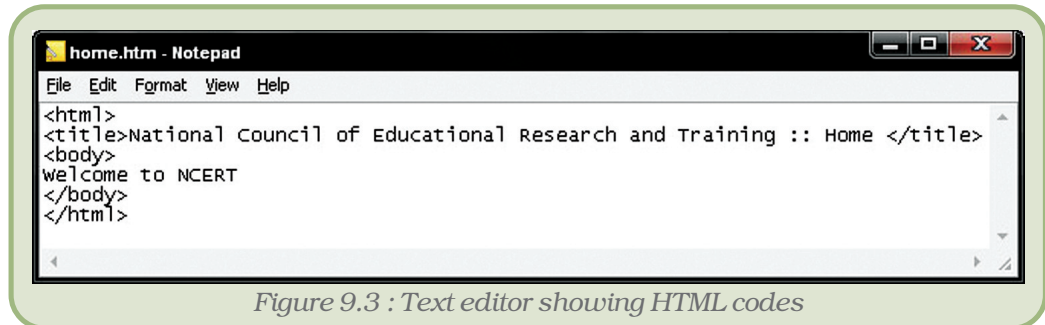 home.htm - Notepad
File Edit Format View Help
<html>
<title>National Council of Educational Research and Training :: Home </title>
<body>
Welcome to NCERT
</body>
</html>
Figure 9.3 : Text editor showing HTML codes